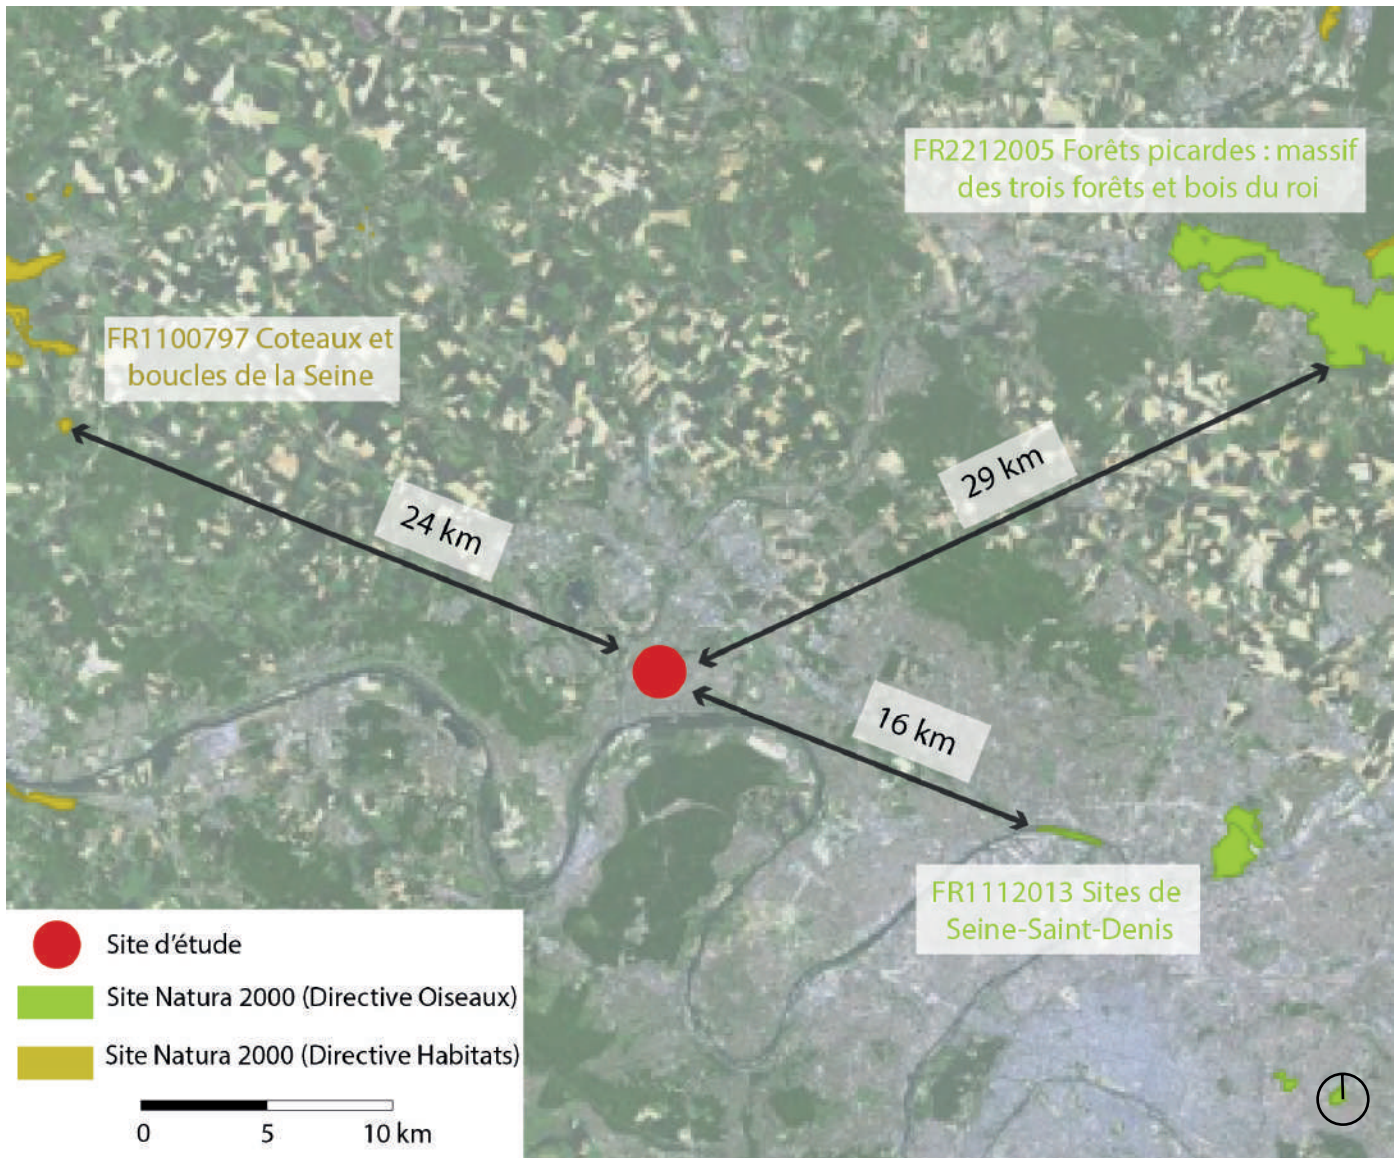 FR2212005 Forêts picardes : massif
des trois forêts et bois du roi
FR1100797 Coteaux et
boucles de la Seine
29 km
24 km
16 km
FR1112013 Sites de
Seine-Saint-Denis
Site d'étude
Site Natura 2000 (Directive Oiseaux)
Site Natura 2000 (Directive Habitats)
0 5 10 km